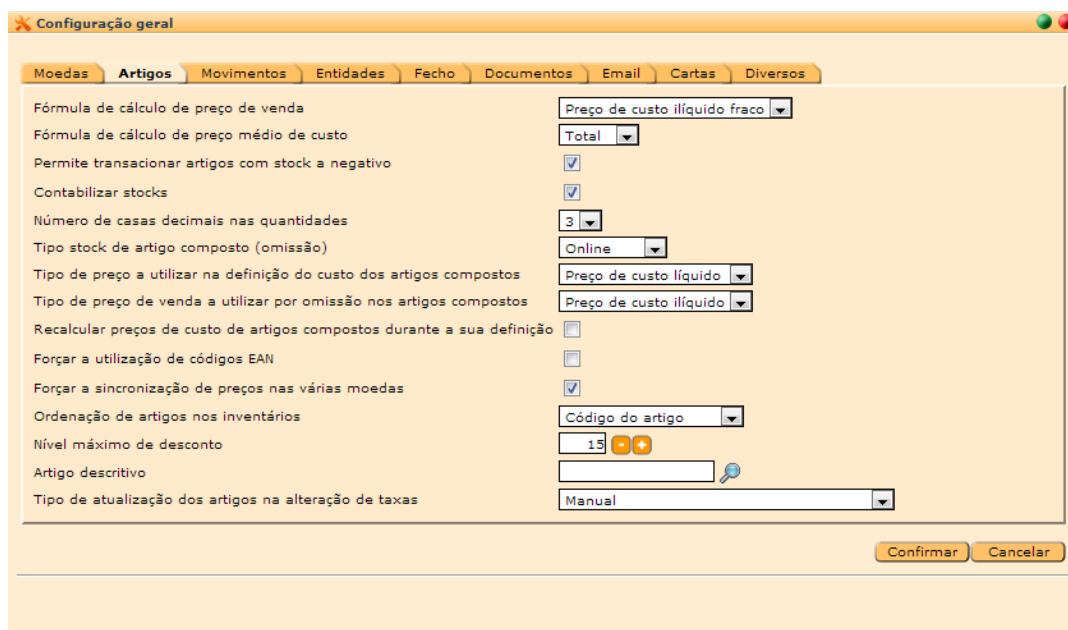 Configuração geral
Moedas Artigos Movimentos Entidades Fecho Documentos Email Cartas Diversos
Fórmula de cálculo de preço de venda Preço de custo ilíquido fraco
Fórmula de cálculo de preço médio de custo Total
Permite transacionar artigos com stock a negativo
Contabilizar stocks
Número de casas decimais nas quantidades 3
Tipo stock de artigo composto (omissão) Online
Tipo de preço a utilizar na definição do custo dos artigos compostos Preço de custo líquido
Tipo de preço de venda a utilizar por omissão nos artigos compostos Preço de custo ilíquido
Recalcular preços de custo de artigos compostos durante a sua definição
Forçar a utilização de códigos EAN
Forçar a sincronização de preços nas várias moedas
Ordenação de artigos nos inventários Código do artigo
Nível máximo de desconto 15 - +
Artigo descritivo
Tipo de atualização dos artigos na alteração de taxas Manual
Confirmar Cancelar